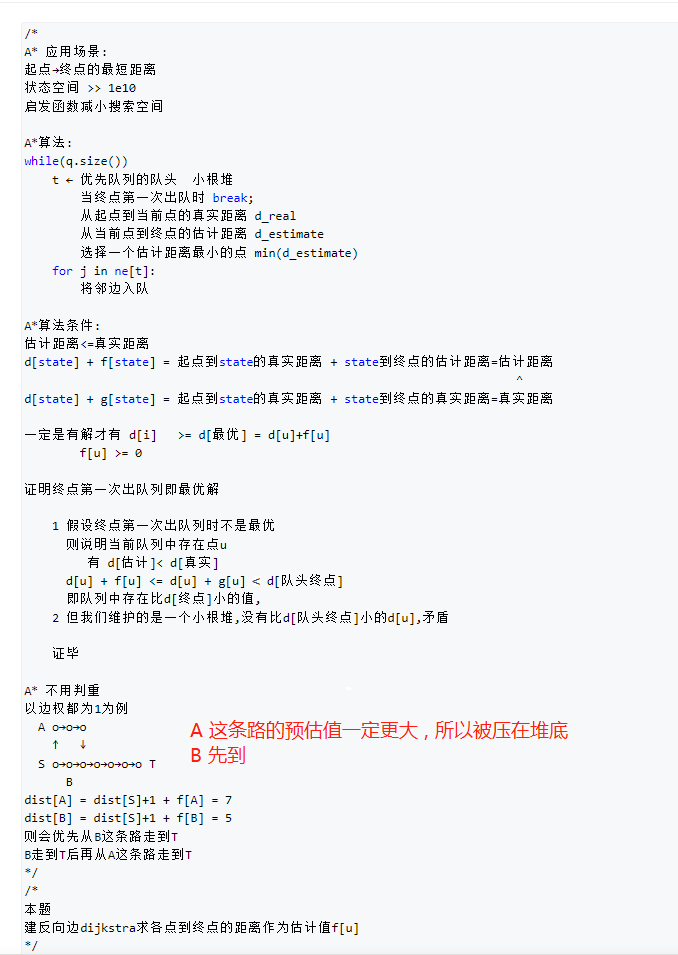 /*
A* 应用场景:
起点→终点的最短距离
状态空间 >> 1e10
启发函数减小搜索空间
A*算法:
while(q.size())
t ← 优先队列的队头 小根堆
当终点第一次出队时 break;
从起点到当前点的真实距离 d_real
从当前点到终点的估计距离 d_estimate
选择一个估计距离最小的点 min(d_estimate)
for j in ne[t]:
将邻边入队
A*算法条件:
估计距离<=真实距离
d[state] + f[state] = 起点到state的真实距离 + state到终点的估计距离=估计距离
^
d[state] + g[state] = 起点到state的真实距离 + state到终点的真实距离=真实距离
一定是有解才有 d[i] >= d[最优] = d[u]+f[u]
f[u] >= 0
证明终点第一次出队列即最优解
1 假设终点第一次出队列时不是最优
则说明当前队列中存在点u
有 d[估计]< d[真实]
d[u] + f[u] <= d[u] + g[u] < d[队头终点]
即队列中存在比d[终点]小的值,
2 但我们维护的是一个小根堆,没有比d[队头终点]小的d[u],矛盾
证毕
A* 不用判重
以边权都为1为例
A o→o→o
↑ ↓
S o→o→o→o→o→o→o T
B
A 这条路的预估值一定更大，所以被压在堆底
B 先到
dist[A] = dist[S]+1 + f[A] = 7
dist[B] = dist[S]+1 + f[B] = 5
则会优先从B这条路走到T
B走到T后再从A这条路走到T
*/
/*
本题
建反向边dijkstra求各点到终点的距离作为估计值f[u]
*/